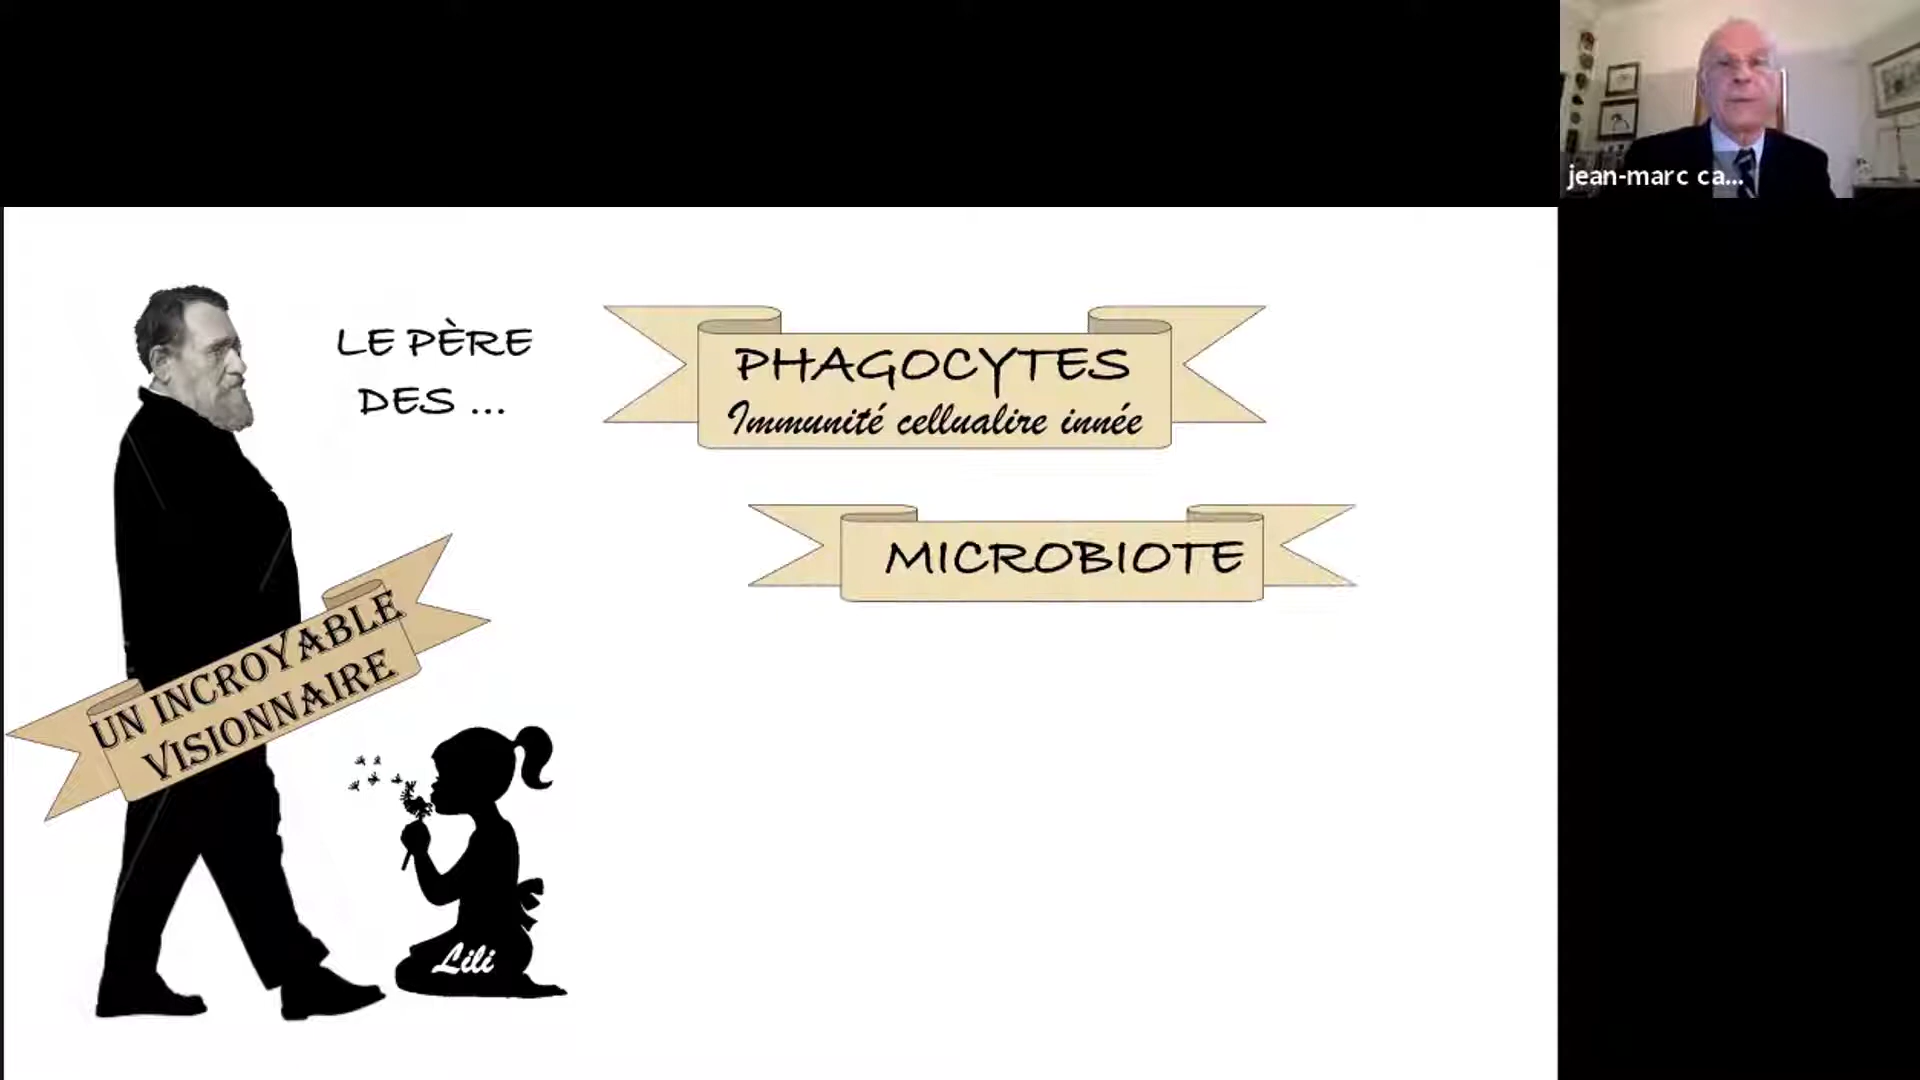 jean-marc ca...
LE PÈRE
DES ...
PHAGOCYTES
Immunité cellualire innée
MICROBIOTE
UN INCROYABLE
VISIONNAIRE
Lili